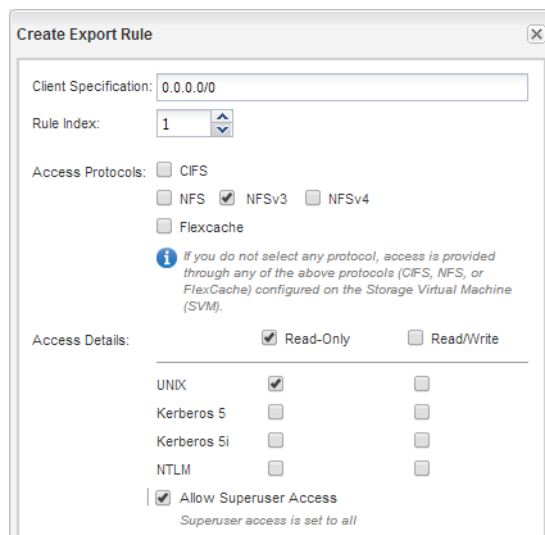 Create Export Rule
Client Specification: 0.0.0.0/0
Rule Index: 1
Access Protocols: CIFS
NFS NFSv3 NFSv4
Flexcache
If you do not select any protocol, access is provided
through any of the above protocols (CIFS, NFS, or
FlexCache) configured on the Storage Virtual Machine
(SVM).
Access Details: Read-Only Read/Write
UNIX
Kerberos 5
Kerberos 5i
NTLM
Allow Superuser Access
Superuser access is set to all